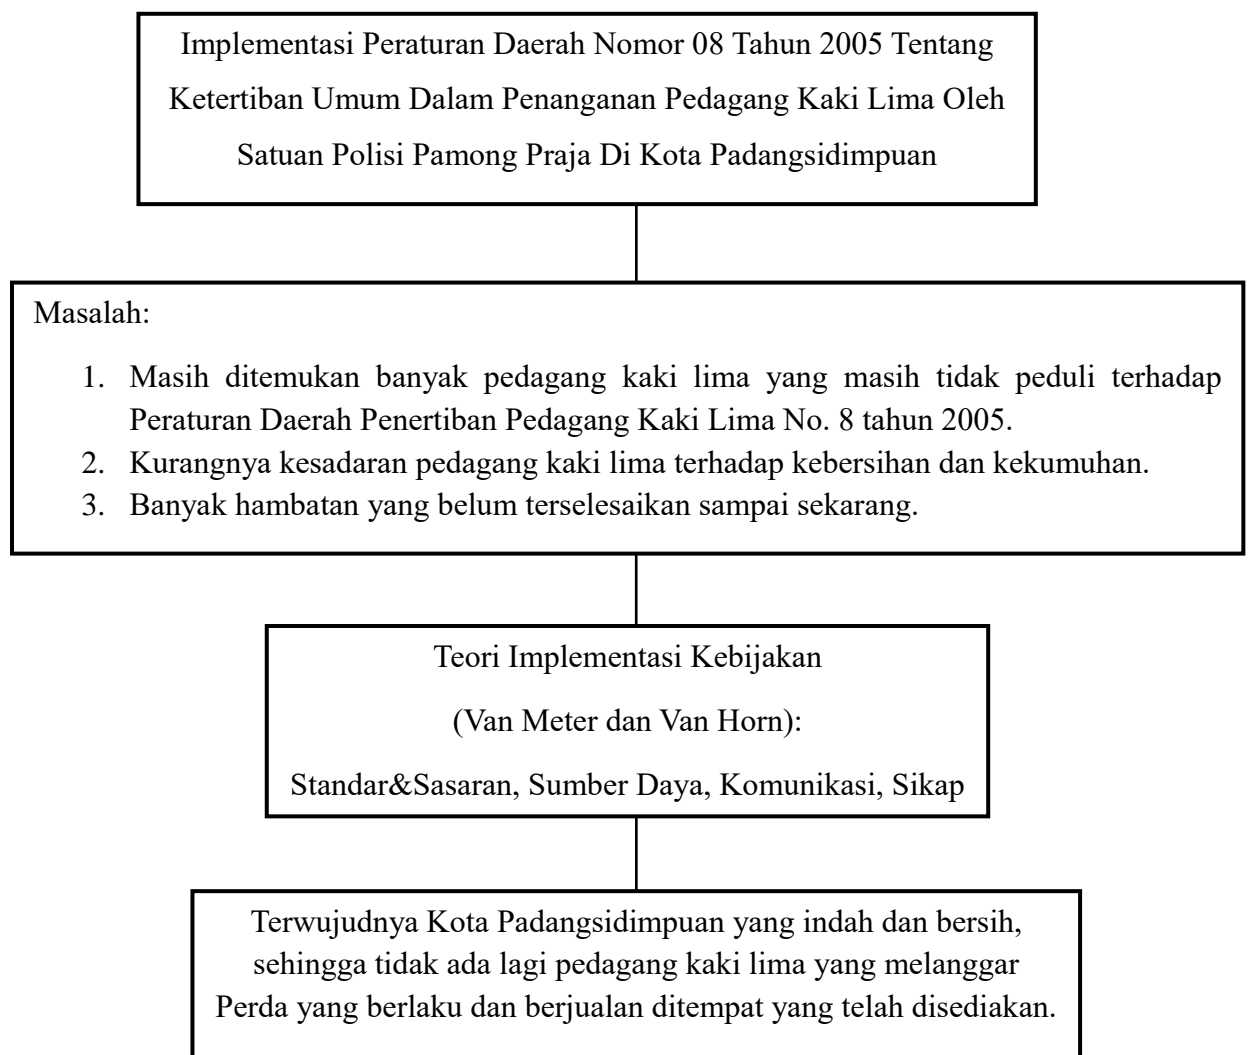 Implementasi Peraturan Daerah Nomor 08 Tahun 2005 Tentang
Ketertiban Umum Dalam Penanganan Pedagang Kaki Lima Oleh
Satuan Polisi Pamong Praja Di Kota Padangsidimpuan
Masalah:
1. Masih ditemukan banyak pedagang kaki lima yang masih tidak peduli terhadap
Peraturan Daerah Penertiban Pedagang Kaki Lima No. 8 tahun 2005.
2. Kurangnya kesadaran pedagang kaki lima terhadap kebersihan dan kekumuhan.
3. Banyak hambatan yang belum terselesaikan sampai sekarang.
Teori Implementasi Kebijakan
(Van Meter dan Van Horn):
Standar&Sasaran, Sumber Daya, Komunikasi, Sikap
Terwujudnya Kota Padangsidimpuan yang indah dan bersih,
sehingga tidak ada lagi pedagang kaki lima yang melanggar
Perda yang berlaku dan berjualan ditempat yang telah disediakan.